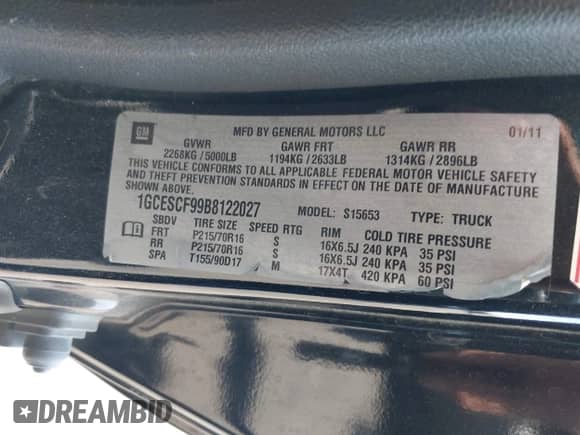 GM
MFD BY GENERAL MOTORS LLC
01/11
GVWR GAWR FRT GAWR RR
2268KG / 5000LB 1194KG / 2633LB 1314KG / 2896LB
THIS VEHICLE CONFORMS TO ALL APPLICABLE FEDERAL MOTOR VEHICLE SAFETY
AND THEFT PREVENTION STANDARDS IN EFFECT ON THE DATE OF MANUFACTURE
SHOWN ABOVE.
1GCESCF99B8122027 MODEL: S15653 TYPE: TRUCK
SBDV TIRE SIZE SPEED RTG RIM COLD TIRE PRESSURE
FRT P215/70R16 S 16X6.5J 240 KPA 35 PSI
RR P215/70R16 S 16X6.5J 240 KPA 35 PSI
SPA T155/90D17 M 17X4T 420 KPA 60 PSI
DREAMBID